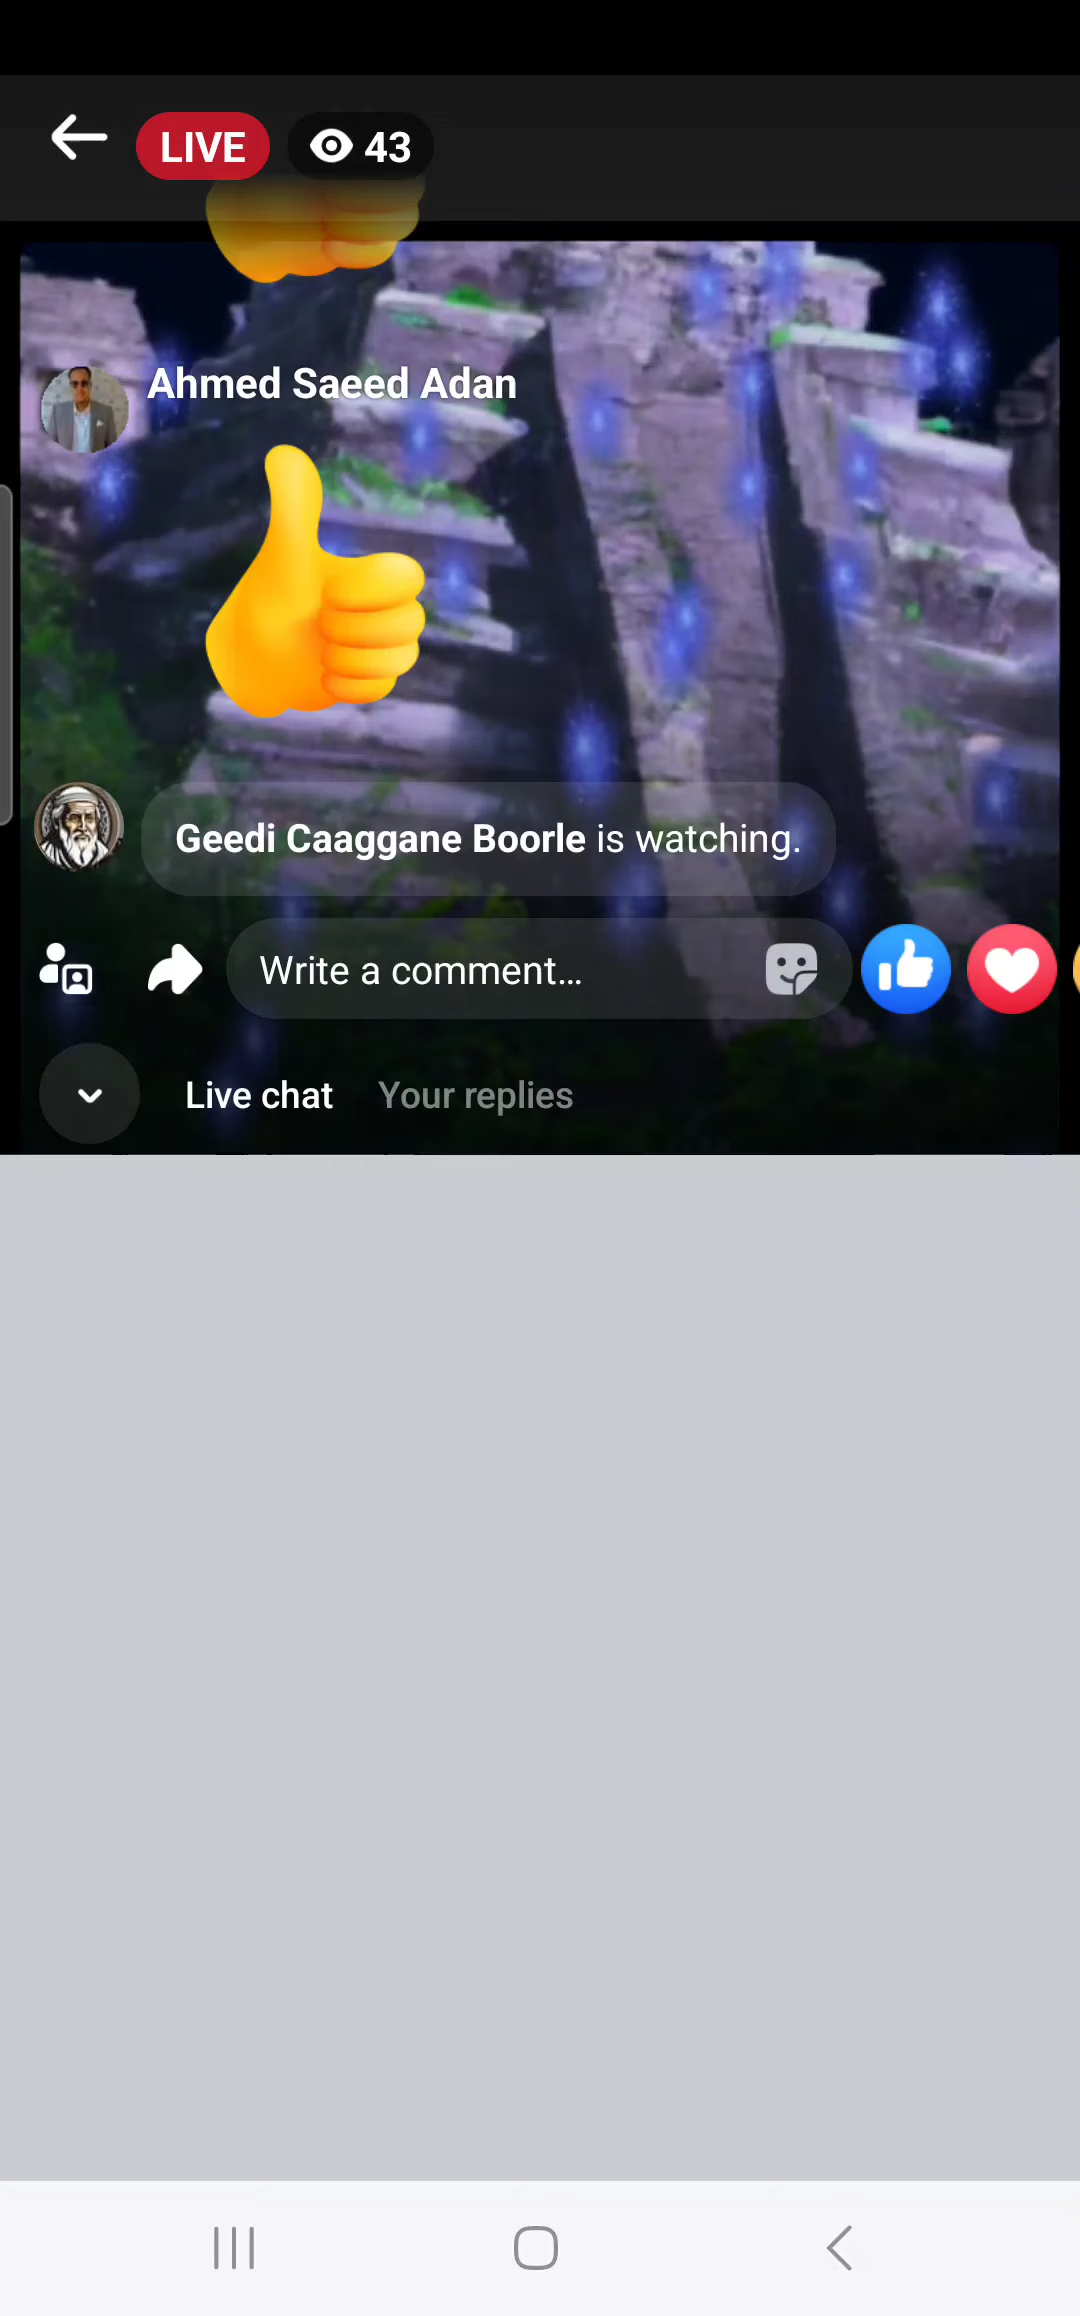 LIVE
43
Ahmed Saeed Adan
Geedi Caaggane Boorle is watching.
Write a comment...
Live chat
Your replies